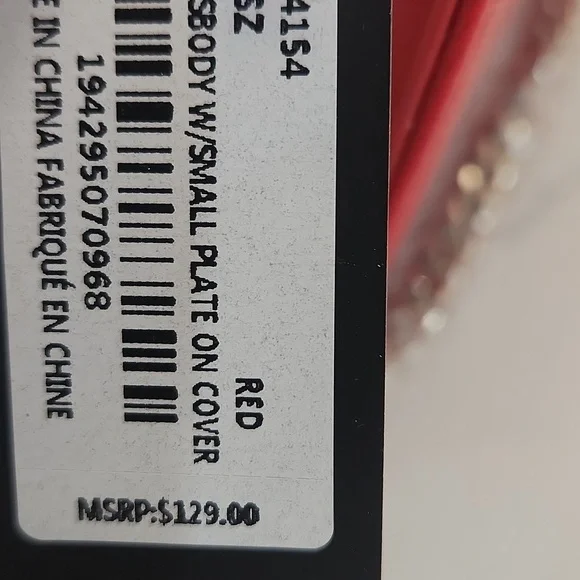 4154
SZ
RED
SBODY W/SMALL PLATE ON COVER
194295070968
E IN CHINA FABRIQUÉ EN CHINE
MSRP:$129.00